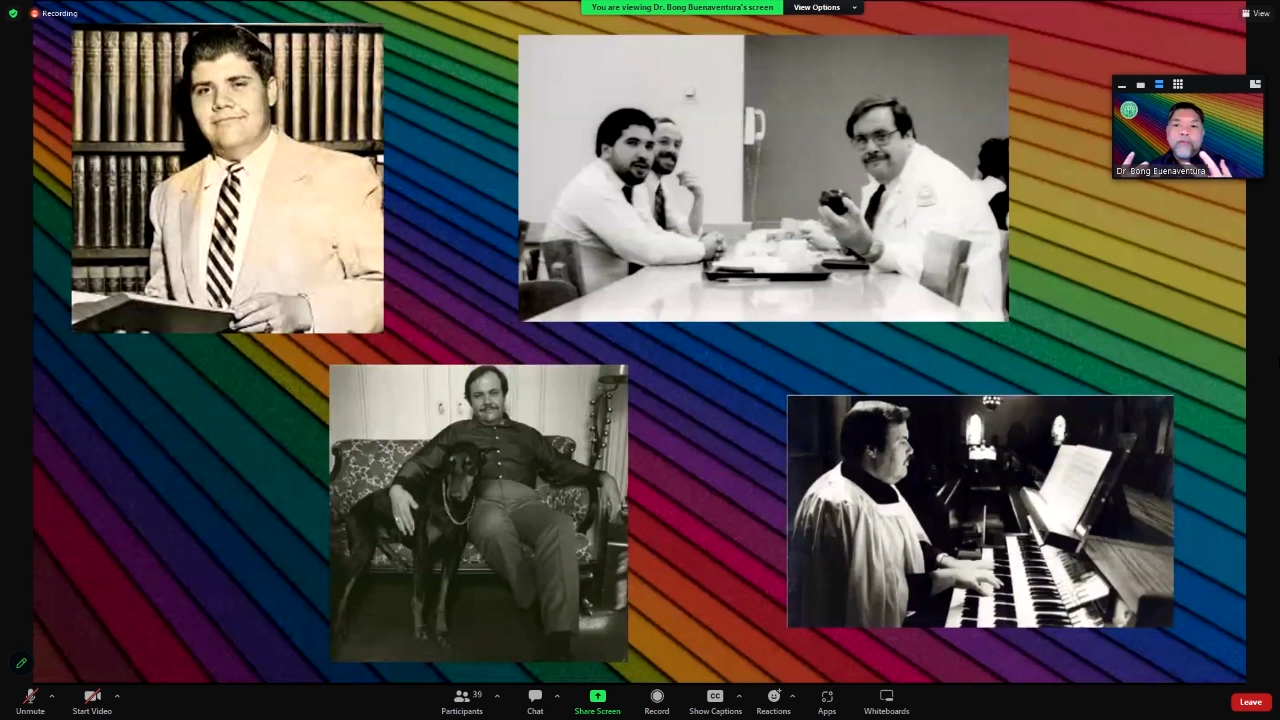 Recording
You are viewing Dr. Bong Buenaventura's screen
View Options
View
Dr. Bong Buenaventura
Unmute
Start Video
39
Participants
Chat
Share Screen
Record
CC
Show Captions
Reactions
Apps
Whiteboards
Leave